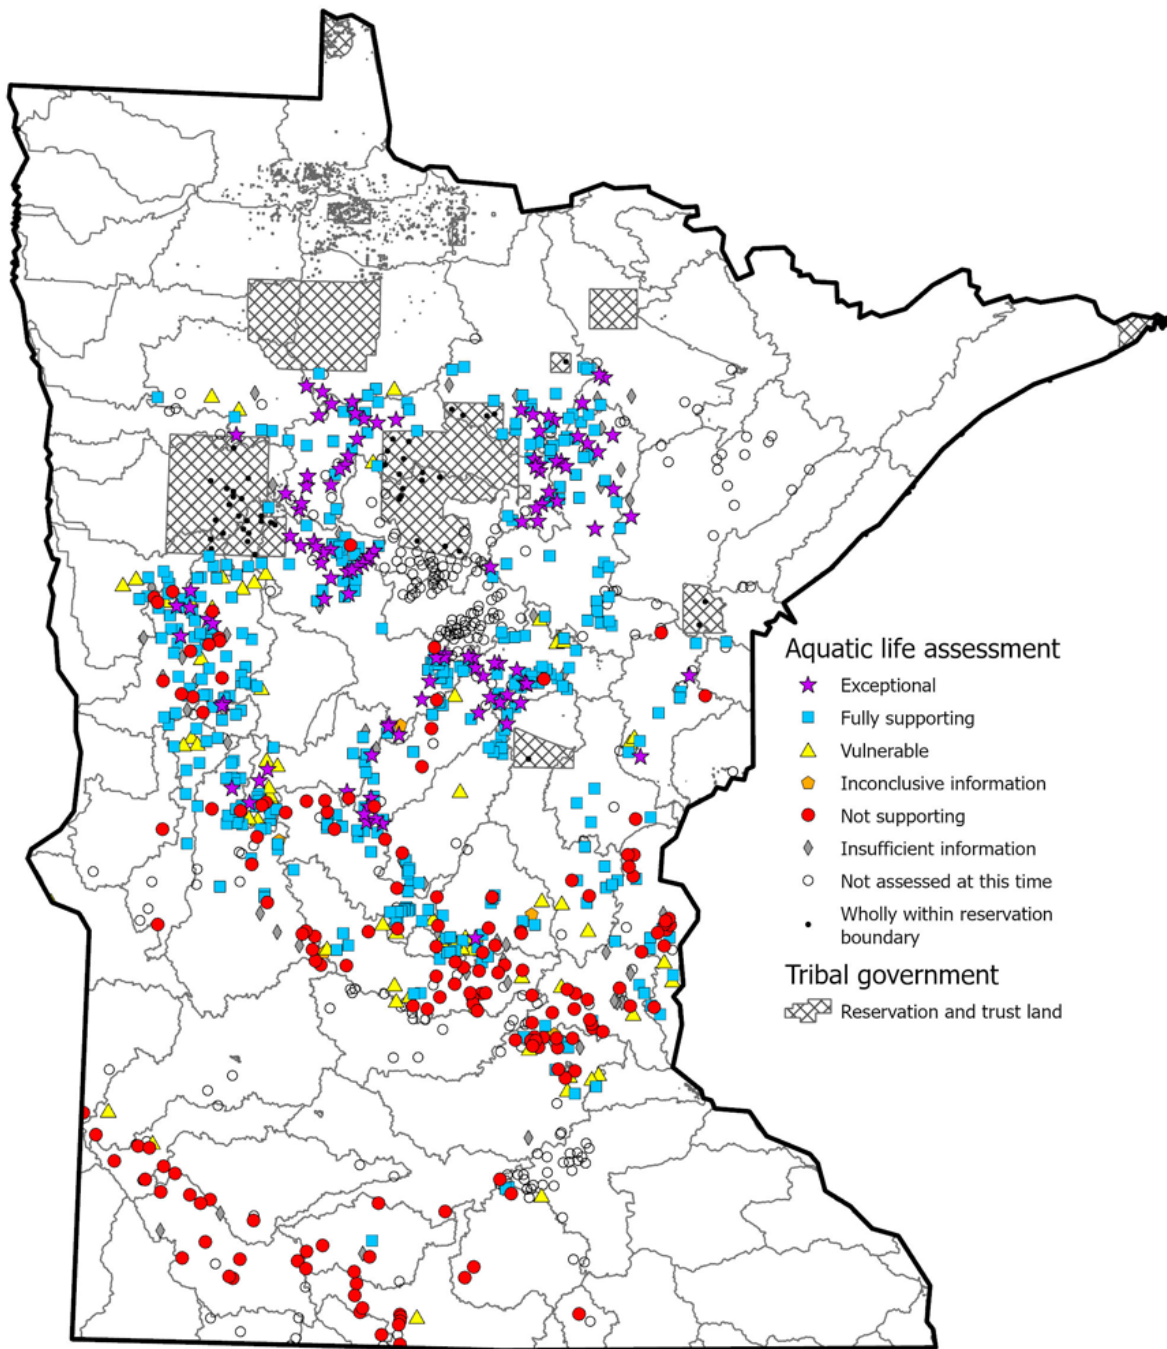 Aquatic life assessment
Exceptional
Fully supporting
Vulnerable
Inconclusive information
Not supporting
Insufficient information
Not assessed at this time
Wholly within reservation
boundary
Tribal government
Reservation and trust land